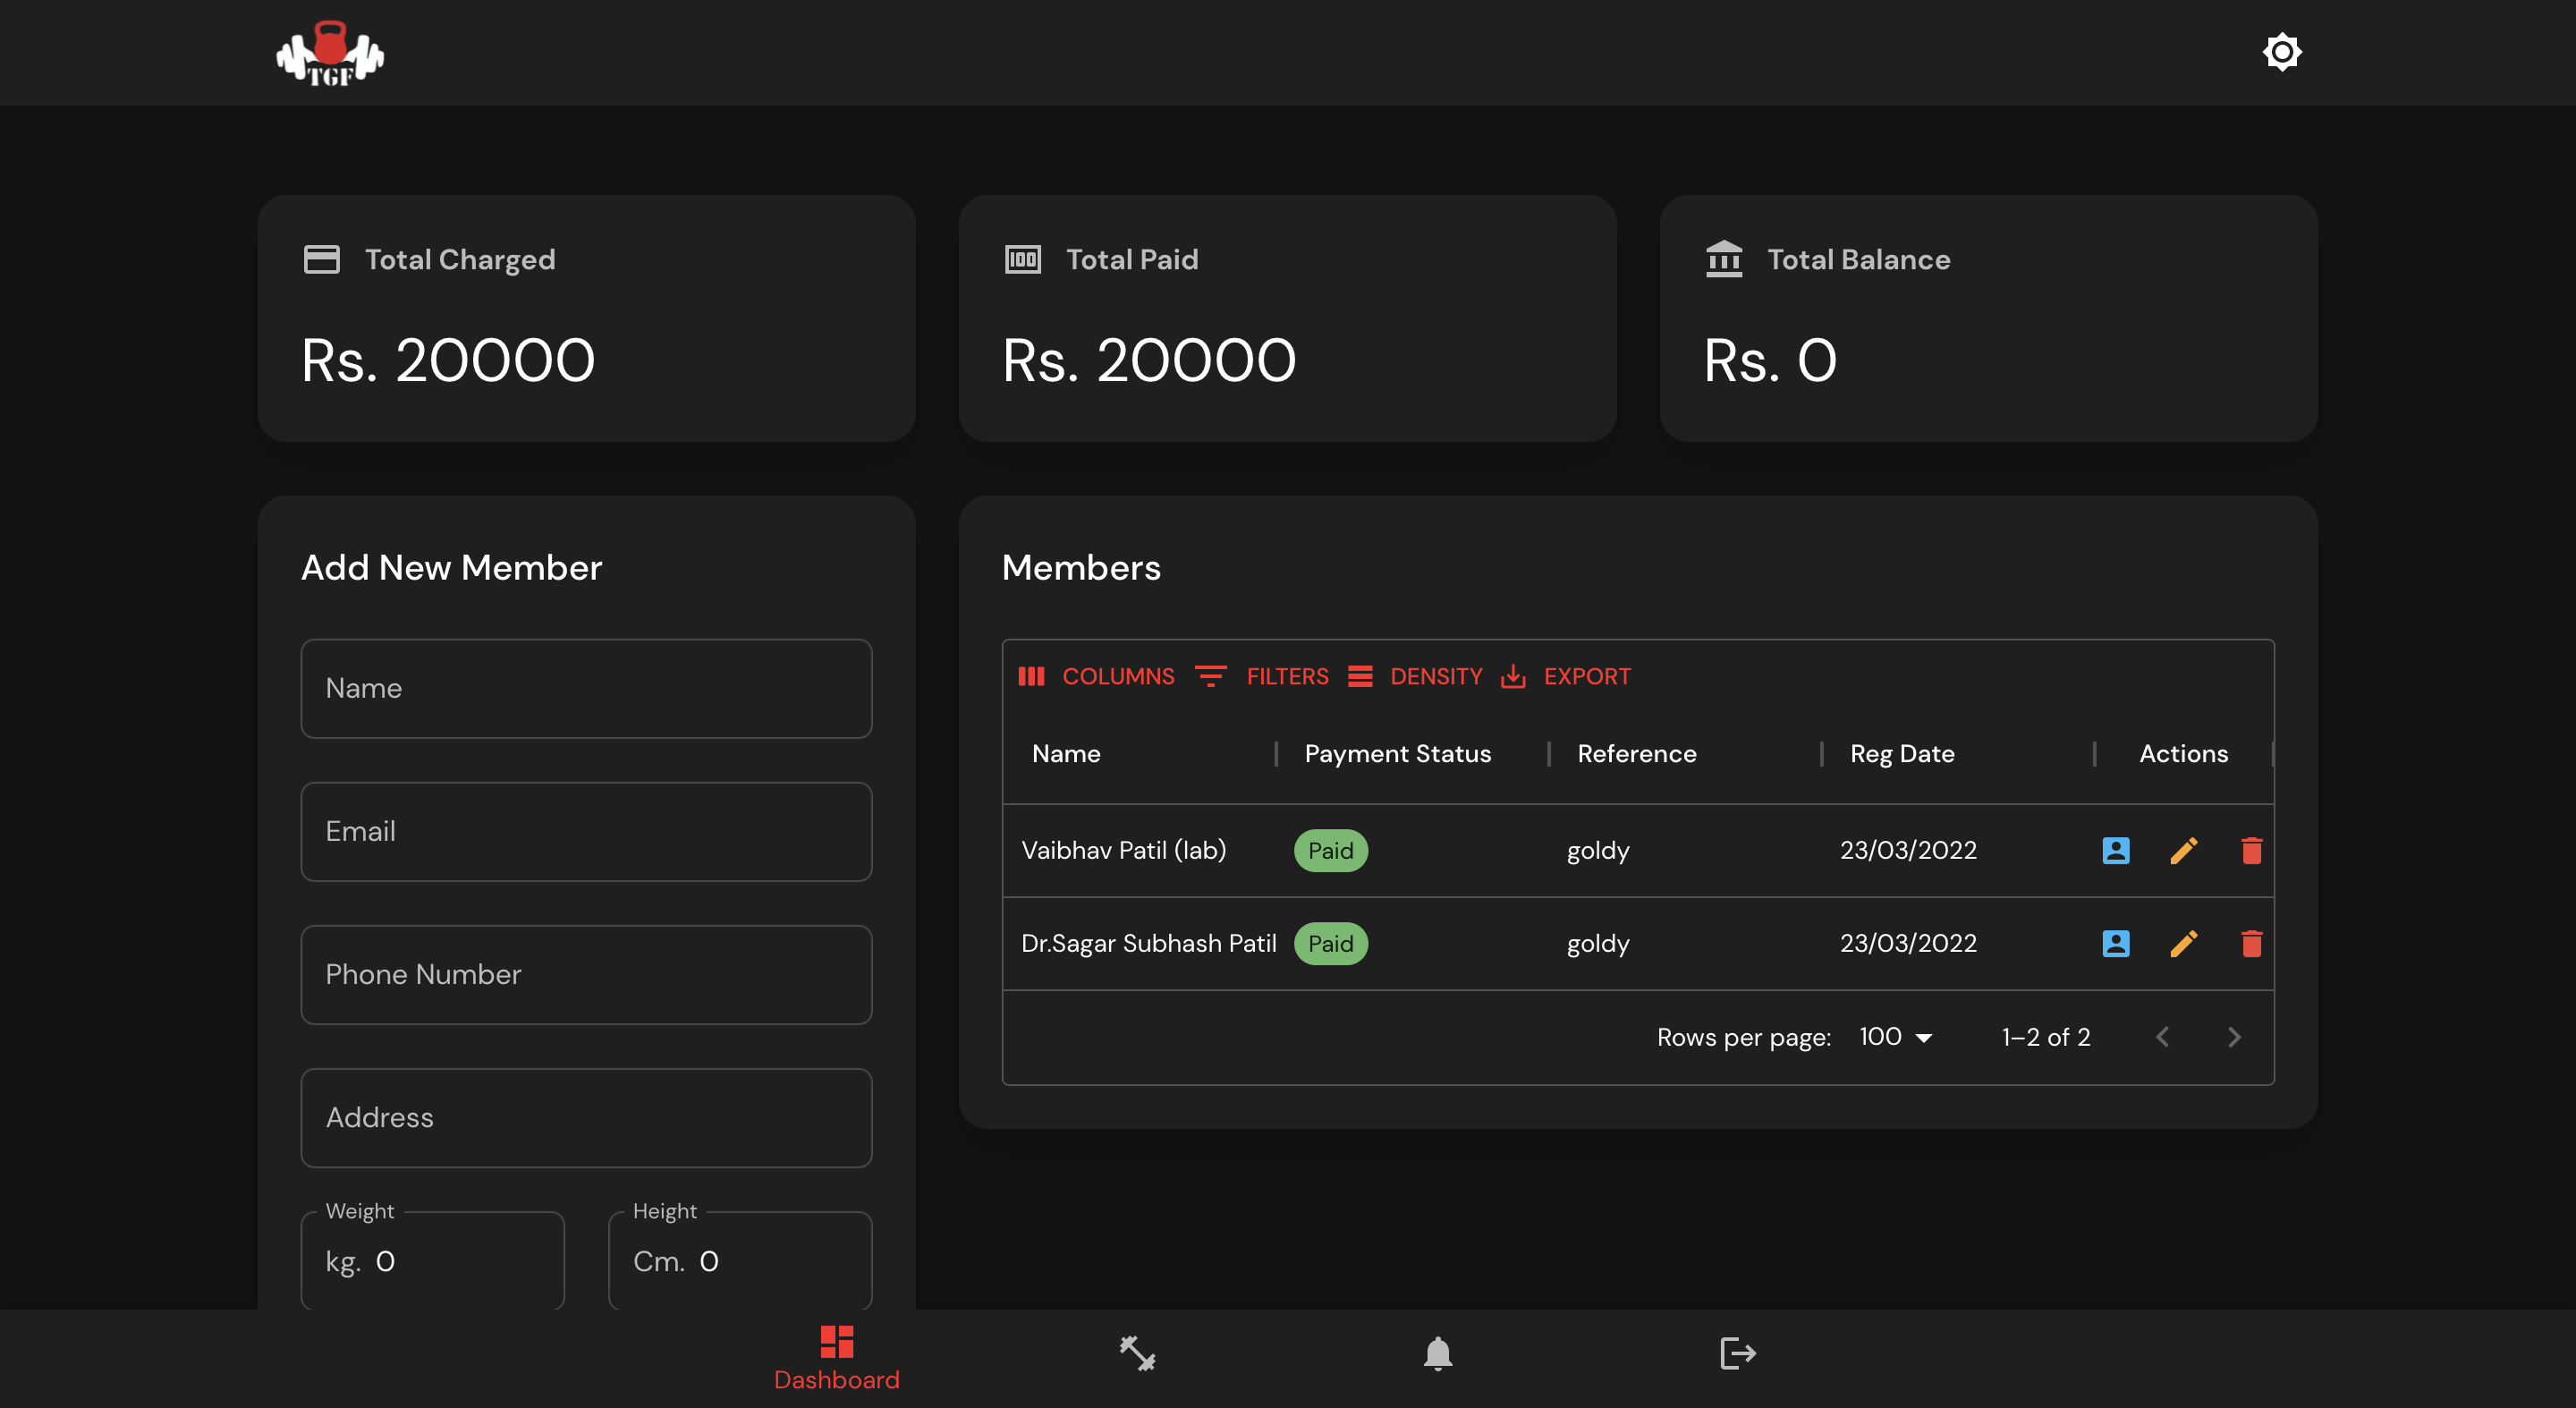 TGF
Total Charged
Rs. 20000
100 Total Paid
Rs. 20000
Total Balance
Rs. 0
Add New Member
Name
Email
Phone Number
Address
Weight
kg. 0
Height
Cm. 0
Members
COLUMNS FILTERS DENSITY EXPORT
Name Payment Status Reference Reg Date Actions
Vaibhav Patil (lab) Paid goldy 23/03/2022
Dr.Sagar Subhash Patil Paid goldy 23/03/2022
Rows per page: 100 1–2 of 2
Dashboard